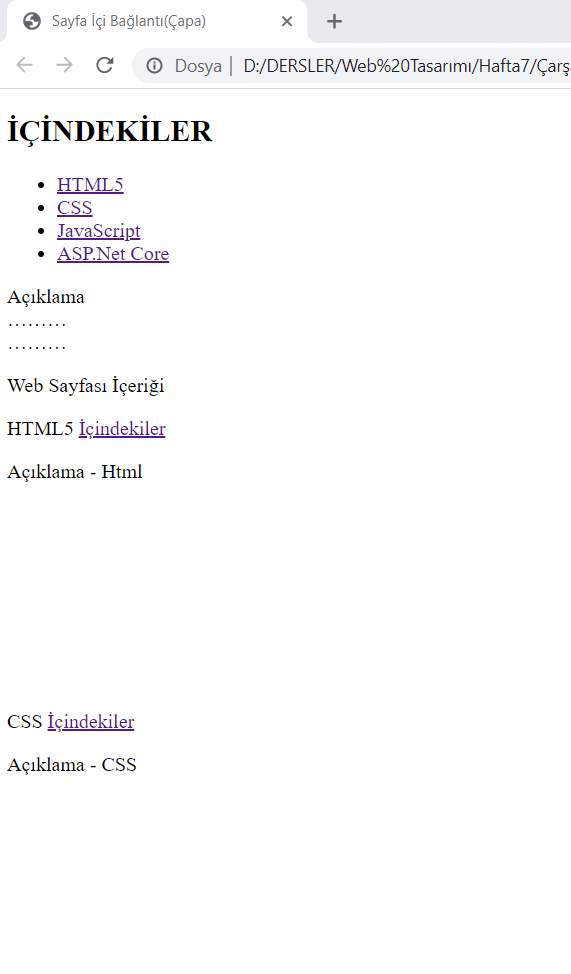 Sayfa İçi Bağlantı(Çapa)
Dosya | D:/DERSLER/Web%20Tasarımı/Hafta7/Çarş
İÇİNDEKİLER
HTML5
CSS
JavaScript
ASP.Net Core
Açıklama
………
………
Web Sayfası İçeriği
HTML5 İçindekiler
Açıklama - Html
CSS İçindekiler
Açıklama - CSS